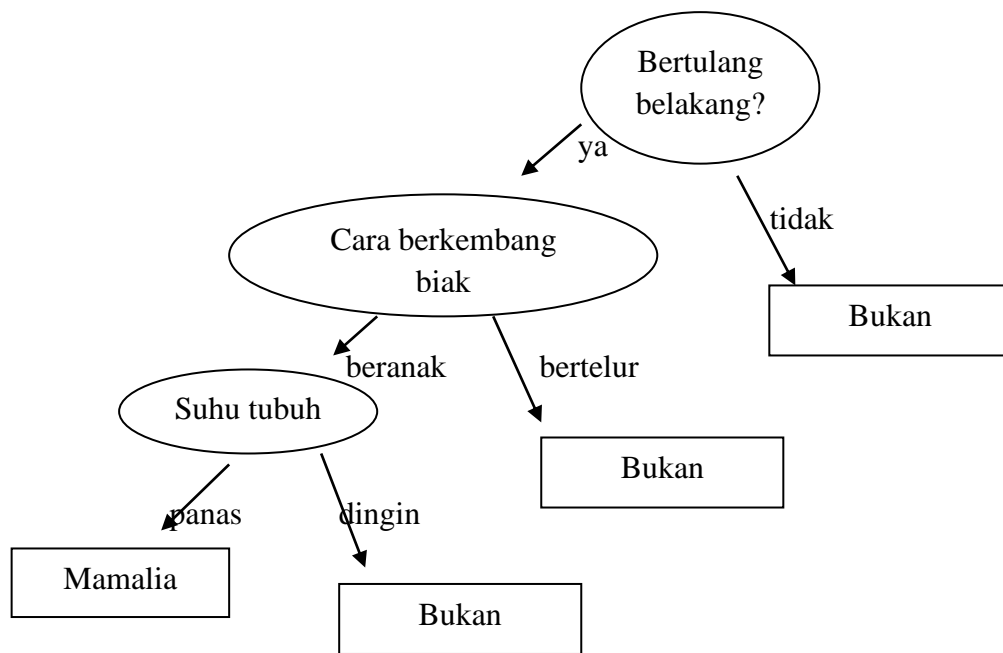 Bertulang
belakang?
ya
tidak
Cara berkembang
biak
Bukan
beranak
bertelur
Suhu tubuh
Bukan
panas
dingin
Mamalia
Bukan